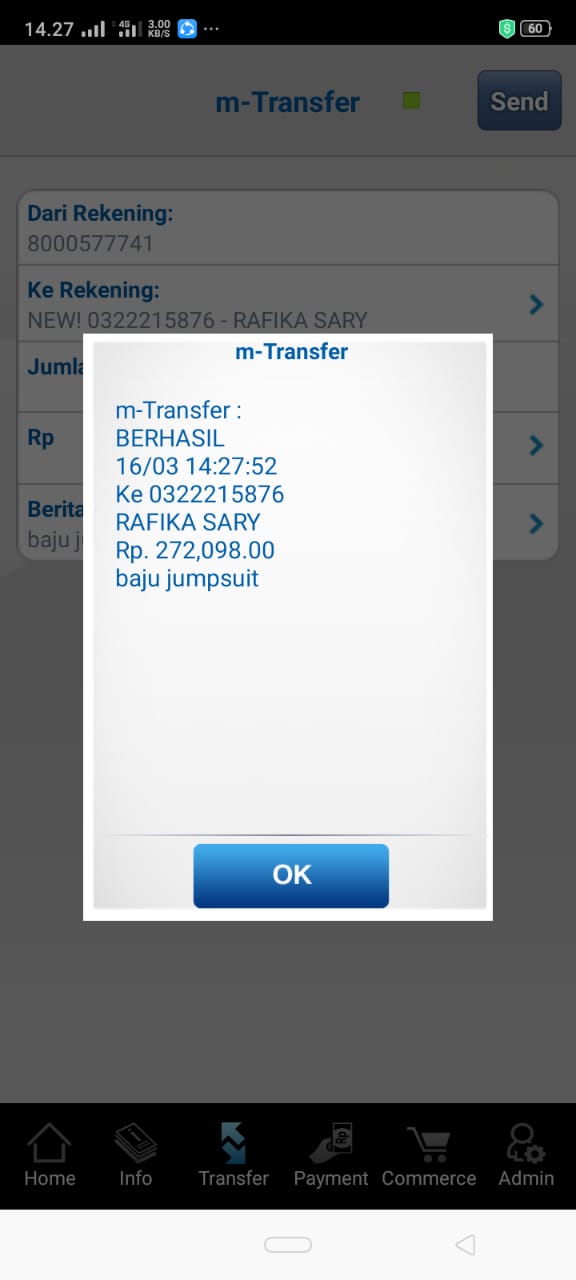 14.27 4G 3.00 KB/S 60
m-Transfer
Send
Dari Rekening:
8000577741
Ke Rekening:
NEW! 0322215876 - RAFIKA SARY
Jumla
Rp
Berita
baju j
m-Transfer
m-Transfer :
BERHASIL
16/03 14:27:52
Ke 0322215876
RAFIKA SARY
Rp. 272,098.00
baju jumpsuit
OK
Home Info Transfer Payment Commerce Admin